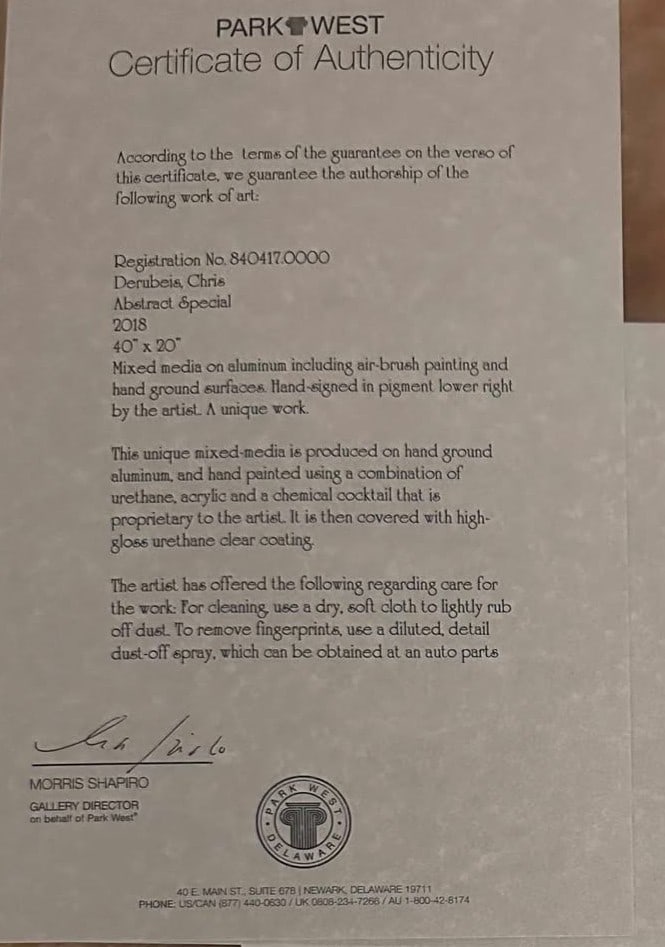 PARK WEST
Certificate of Authenticity
According to the terms of the guarantee on the verso of
this certificate, we guarantee the authorship of the
following work of art:
Registration No. 840417.0000
Derubeis, Chris
Abstract Special
2018
40" x 20"
Mixed media on aluminum including air-brush painting and
hand ground surfaces. Hand-signed in pigment lower right
by the artist. A unique work.
This unique mixed-media is produced on hand ground
aluminum, and hand painted using a combination of
urethane, acrylic and a chemical cocktail that is
proprietary to the artist. It is then covered with high-
gloss urethane clear coating.
The artist has offered the following regarding care for
the work: For cleaning, use a dry, soft cloth to lightly rub
off dust. To remove fingerprints, use a diluted, detail
dust-off spray, which can be obtained at an auto parts
MORRIS SHAPIRO
GALLERY DIRECTOR
on behalf of Park West®
PARK WEST
DELAWARE
40 E. MAIN ST., SUITE 678 | NEWARK, DELAWARE 19711
PHONE: US/CAN (877) 440-0630 / UK 0808-234-7266 / AU 1-800-42-8174